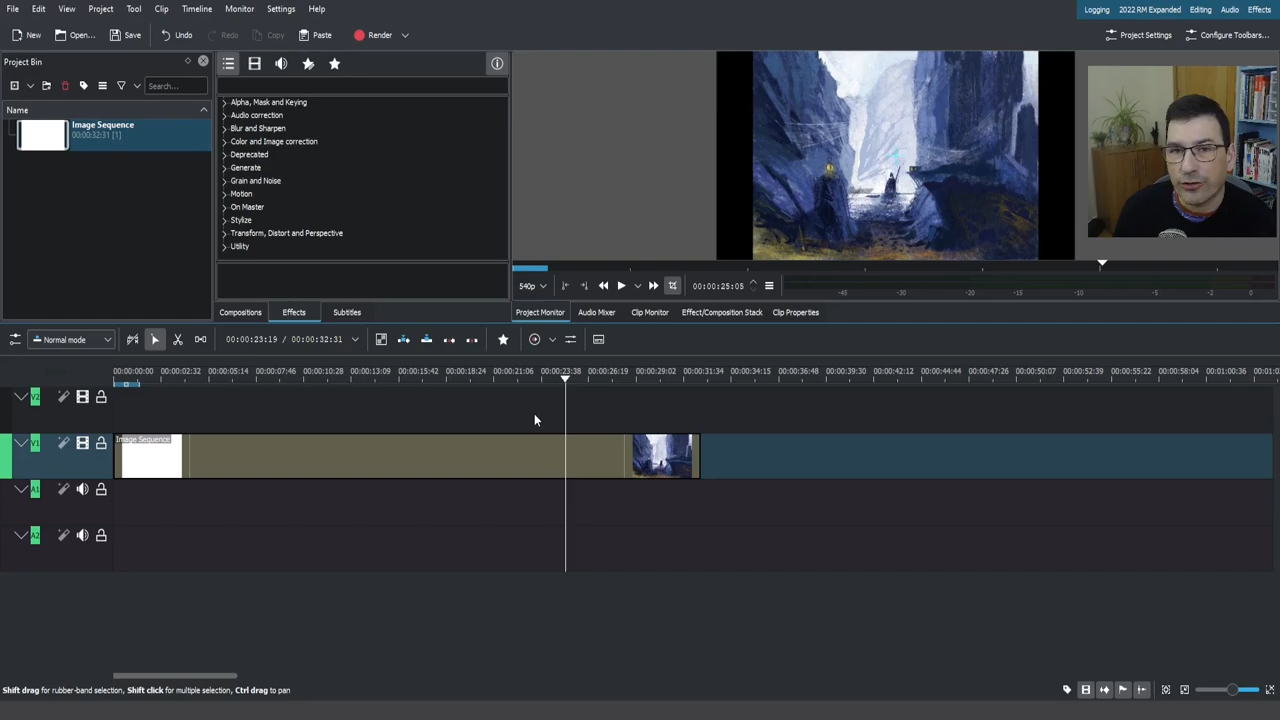 File Edit View Project Tool Clip Timeline Monitor Settings Help
Logging 2022 RM Expanded Editing Audio Effects
New Open... Save Undo Redo Copy Paste Render
Project Settings Configure Toolbars...
Project Bin
Search...
Name
Image Sequence
00:00:32:31 [1]
Alpha, Mask and Keying
Audio correction
Blur and Sharpen
Color and Image correction
Deprecated
Generate
Grain and Noise
Motion
On Master
Stylize
Transform, Distort and Perspective
Utility
540p 00:00:25:05
-45 -30 -20 -15 -10 -5 -2 0
Compositions Effects Subtitles
Project Monitor Audio Mixer Clip Monitor Effect/Composition Stack Clip Properties
Normal mode 00:00:23:19 / 00:00:32:31
00:00:00:00 00:00:02:32 00:00:05:14 00:00:07:46 00:00:10:28 00:00:13:09 00:00:15:42 00:00:18:24 00:00:21:06 00:00:23:38 00:00:26:19 00:00:29:02 00:00:31:34 00:00:34:15 00:00:36:48 00:00:39:30 00:00:42:12 00:00:44:44 00:00:47:26 00:00:50:07 00:00:52:39 00:00:55:22 00:00:58:04 00:01:00:36 00:01:0
V2
V1 Image Sequence
A1
A2
Shift drag for rubber-band selection, Shift click for multiple selection, Ctrl drag to pan